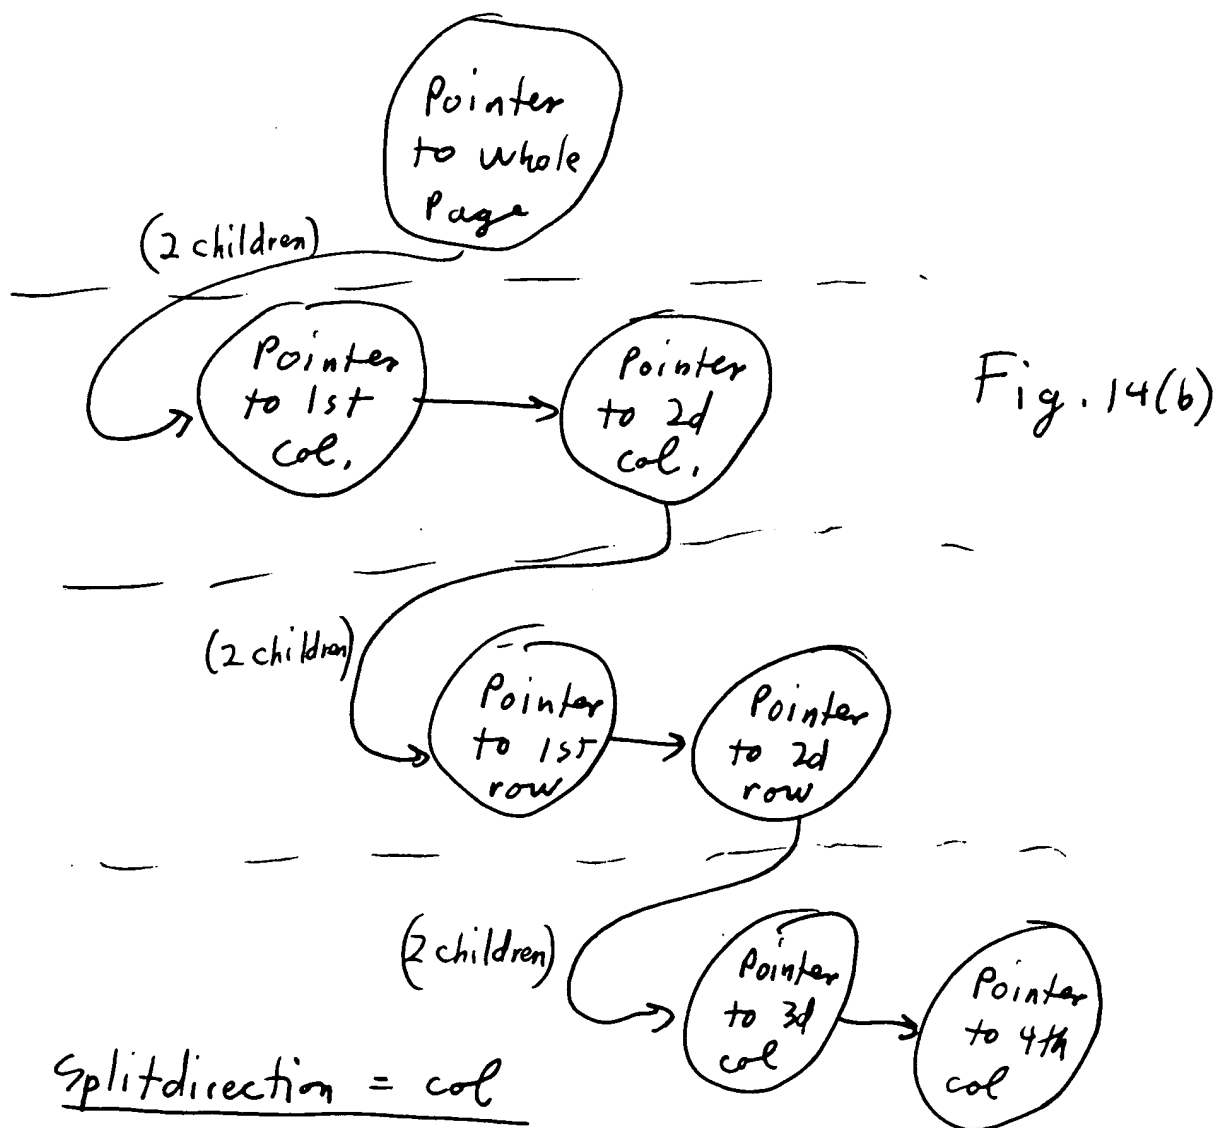 Pointer
to whole
Page
(2 children)
Pointer
to 1st
col.
Pointer
to 2d
col.
Fig. 14(b)
(2 children)
Pointer
to 1st
row
Pointer
to 2d
row
(2 children)
Pointer
to 3d
col
Pointer
to 4th
col
Splitdirection = col